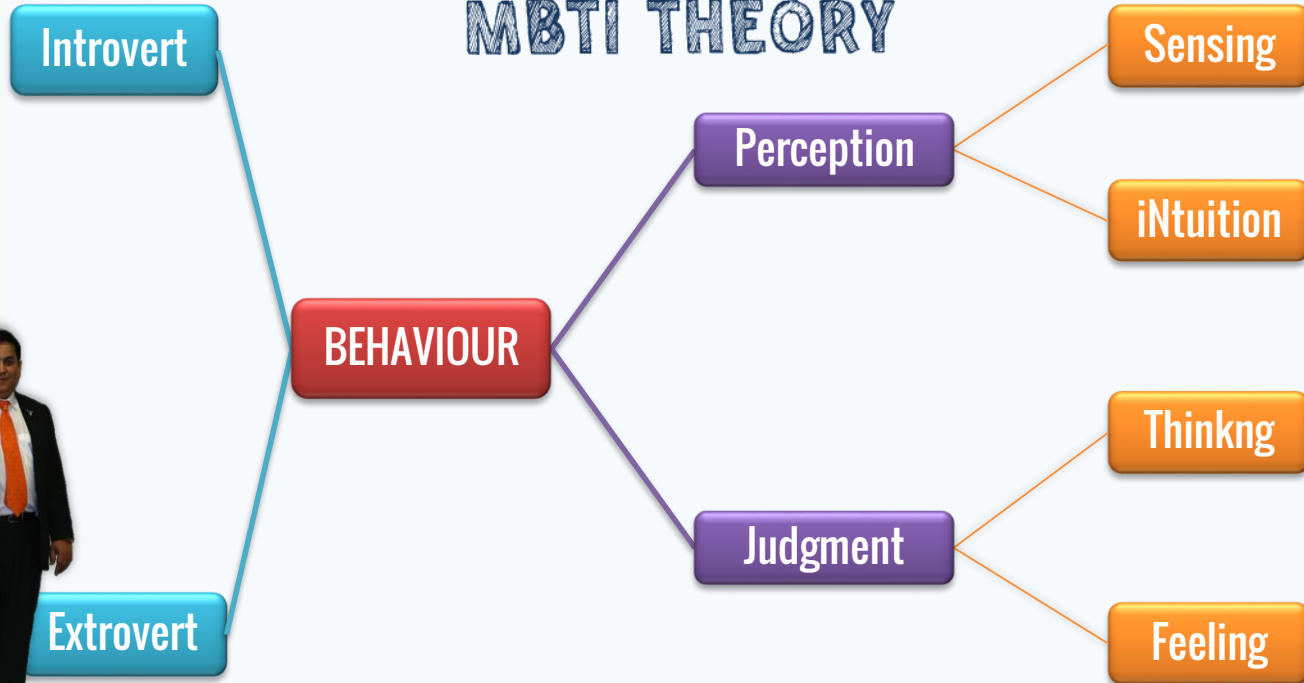 MBTI THEORY
Introvert
Extrovert
BEHAVIOUR
Perception
Judgment
Sensing
iNtuition
Thinkng
Feeling